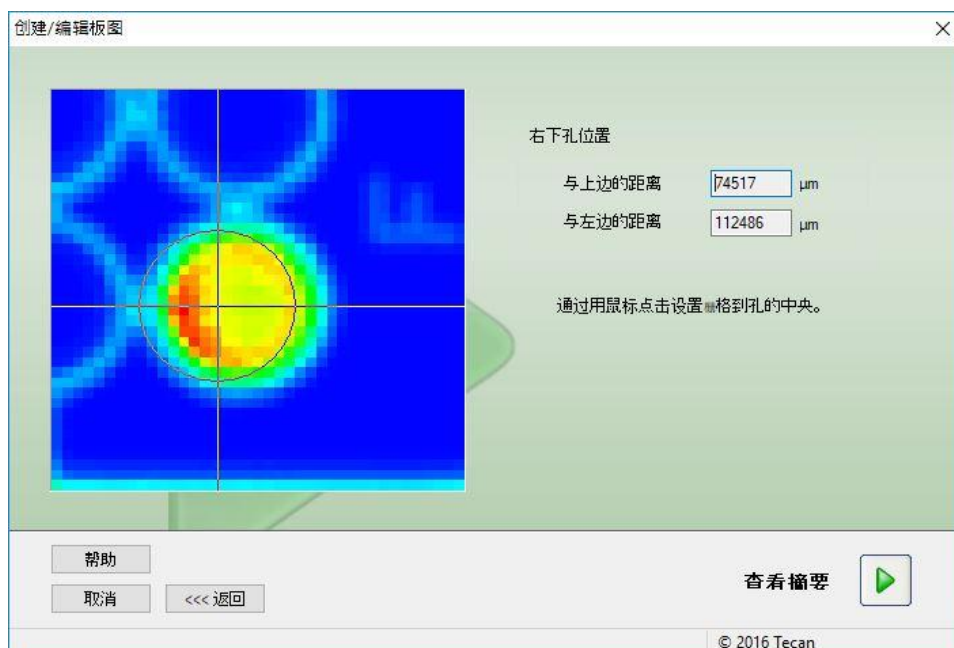 创建/编辑板图
右下孔位置
与上边的距离 74517 μm
与左边的距离 112486 μm
通过用鼠标点击设置格到孔的中央。
帮助
取消 <<< 返回
查看摘要
© 2016 Tecan